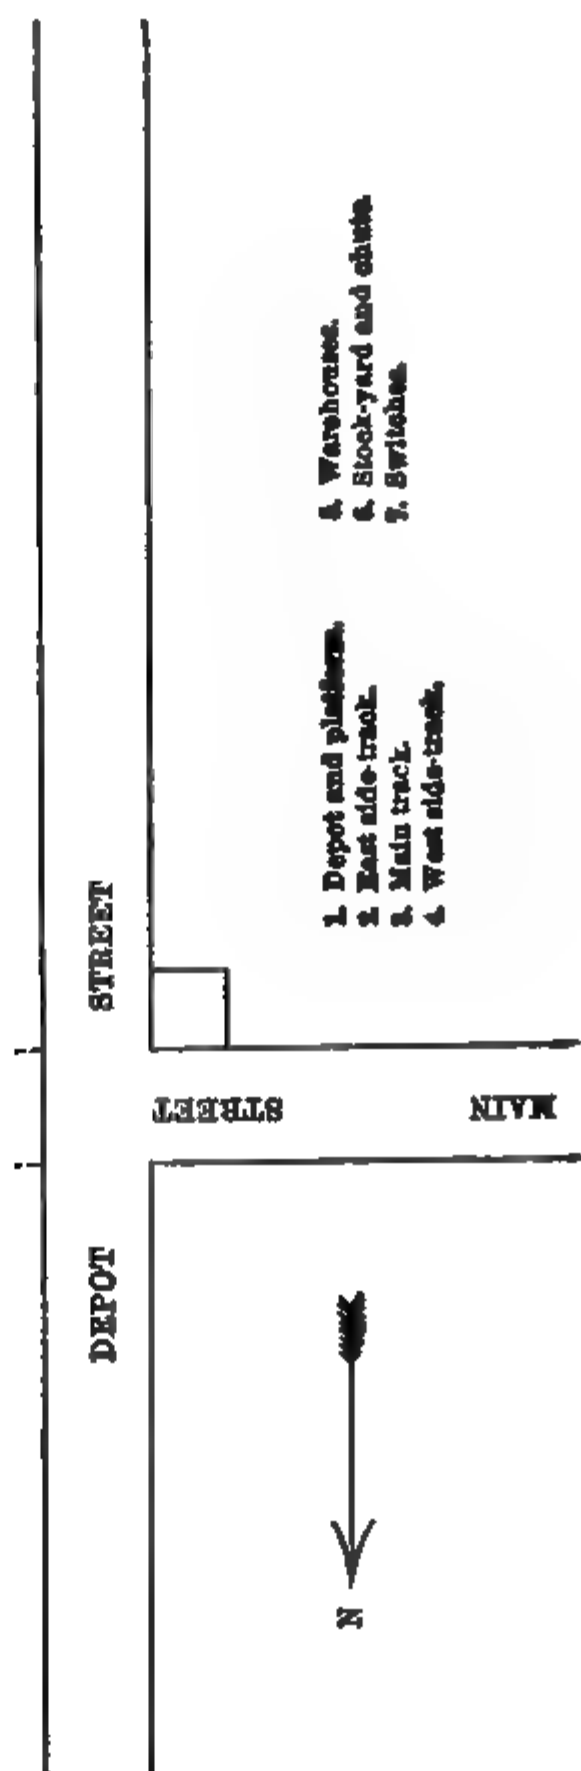 DEPOT STREET
MAIN STREET
N
1. Depot and platform.
2. East side-track.
3. Main track.
4. West side-track.
5. Warehouses.
6. Stock-yard and chute.
7. Switches.